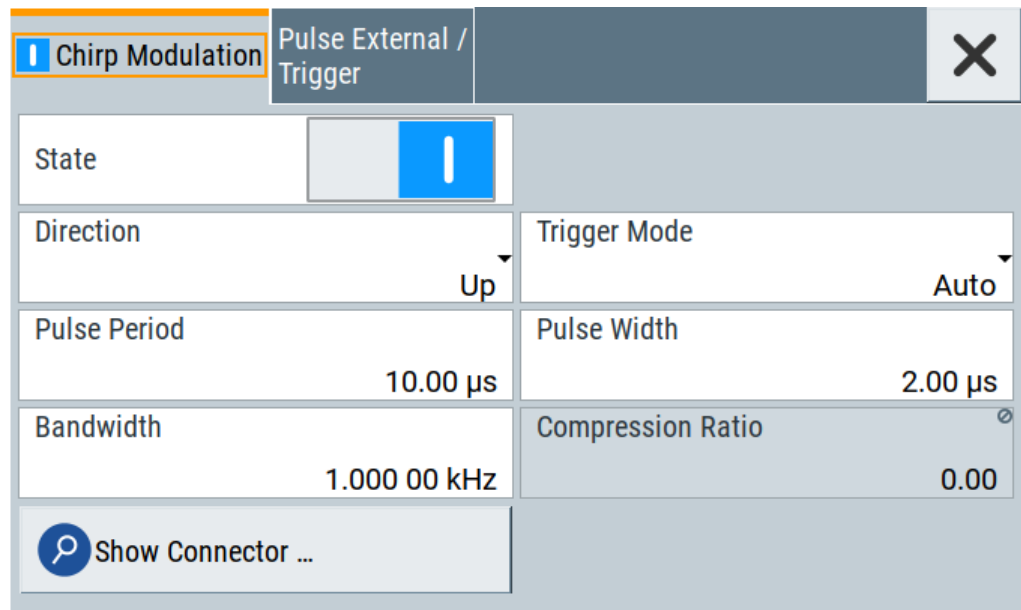 Chirp Modulation
Pulse External /
Trigger
State
Direction
Up
Trigger Mode
Auto
Pulse Period
10.00 µs
Pulse Width
2.00 µs
Bandwidth
1.000 00 kHz
Compression Ratio
0.00
Show Connector ...